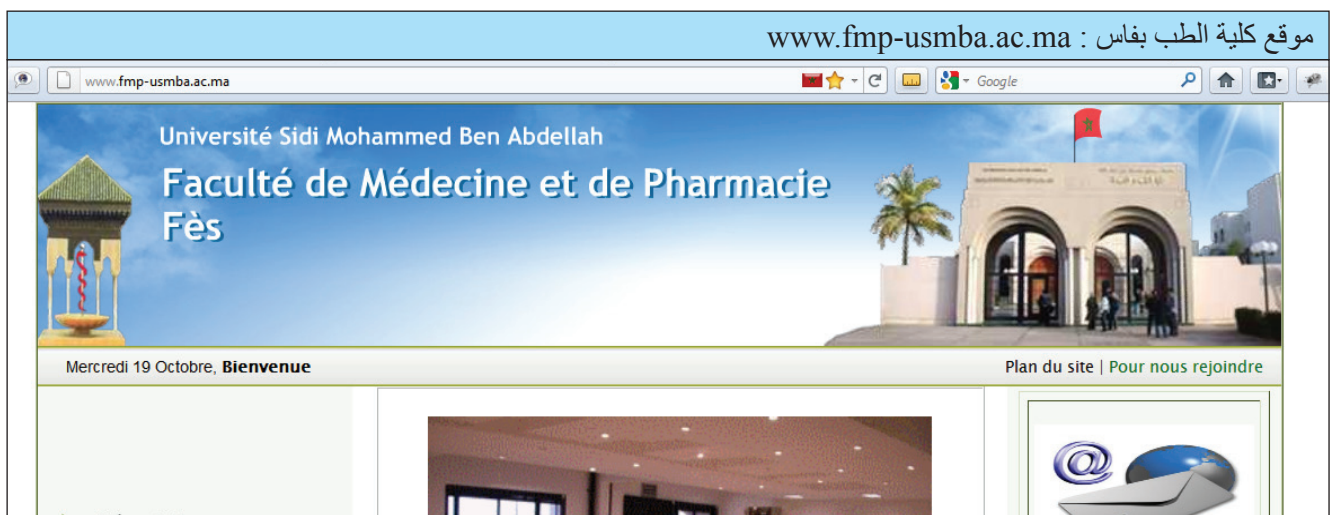 موقع كلية الطب بفاس : www.fmp-usmba.ac.ma
www.fmp-usmba.ac.ma
Google
Université Sidi Mohammed Ben Abdellah
Faculté de Médecine et de Pharmacie
Fès
Mercredi 19 Octobre, Bienvenue
Plan du site | Pour nous rejoindre
@